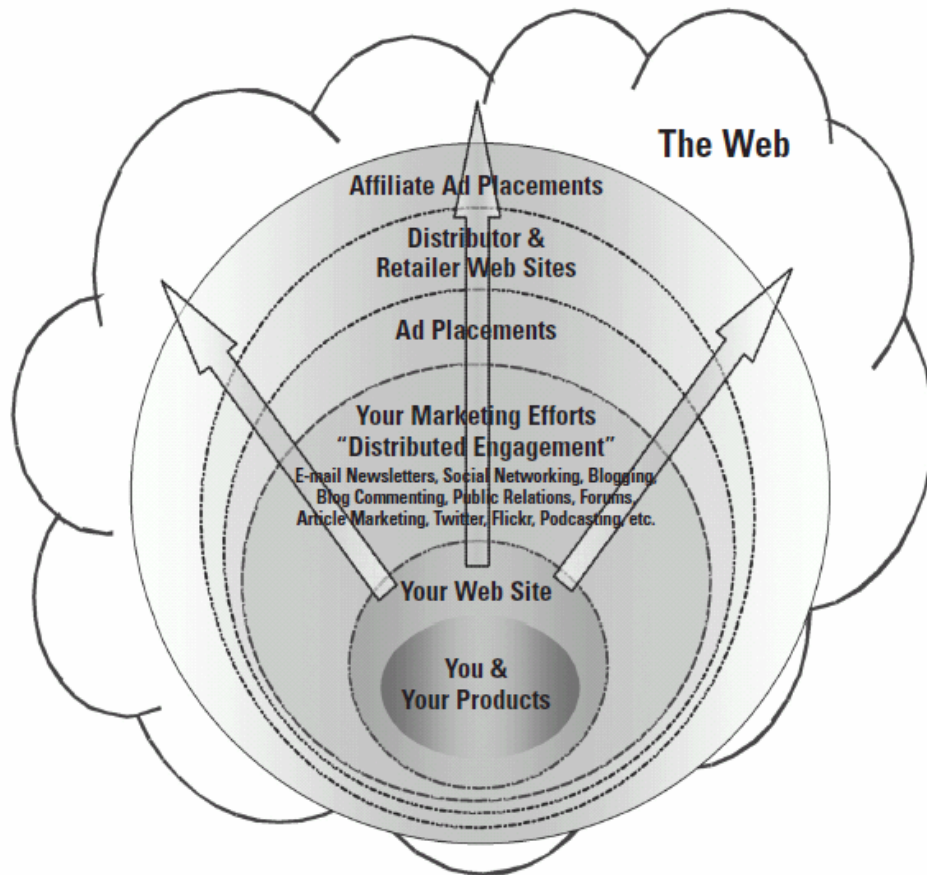 The Web
Affiliate Ad Placements
Distributor &
Retailer Web Sites
Ad Placements
Your Marketing Efforts
“Distributed Engagement”
E-mail Newsletters, Social Networking, Blogging,
Blog Commenting, Public Relations, Forums,
Article Marketing, Twitter, Flickr, Podcasting, etc.
Your Web Site
You &
Your Products